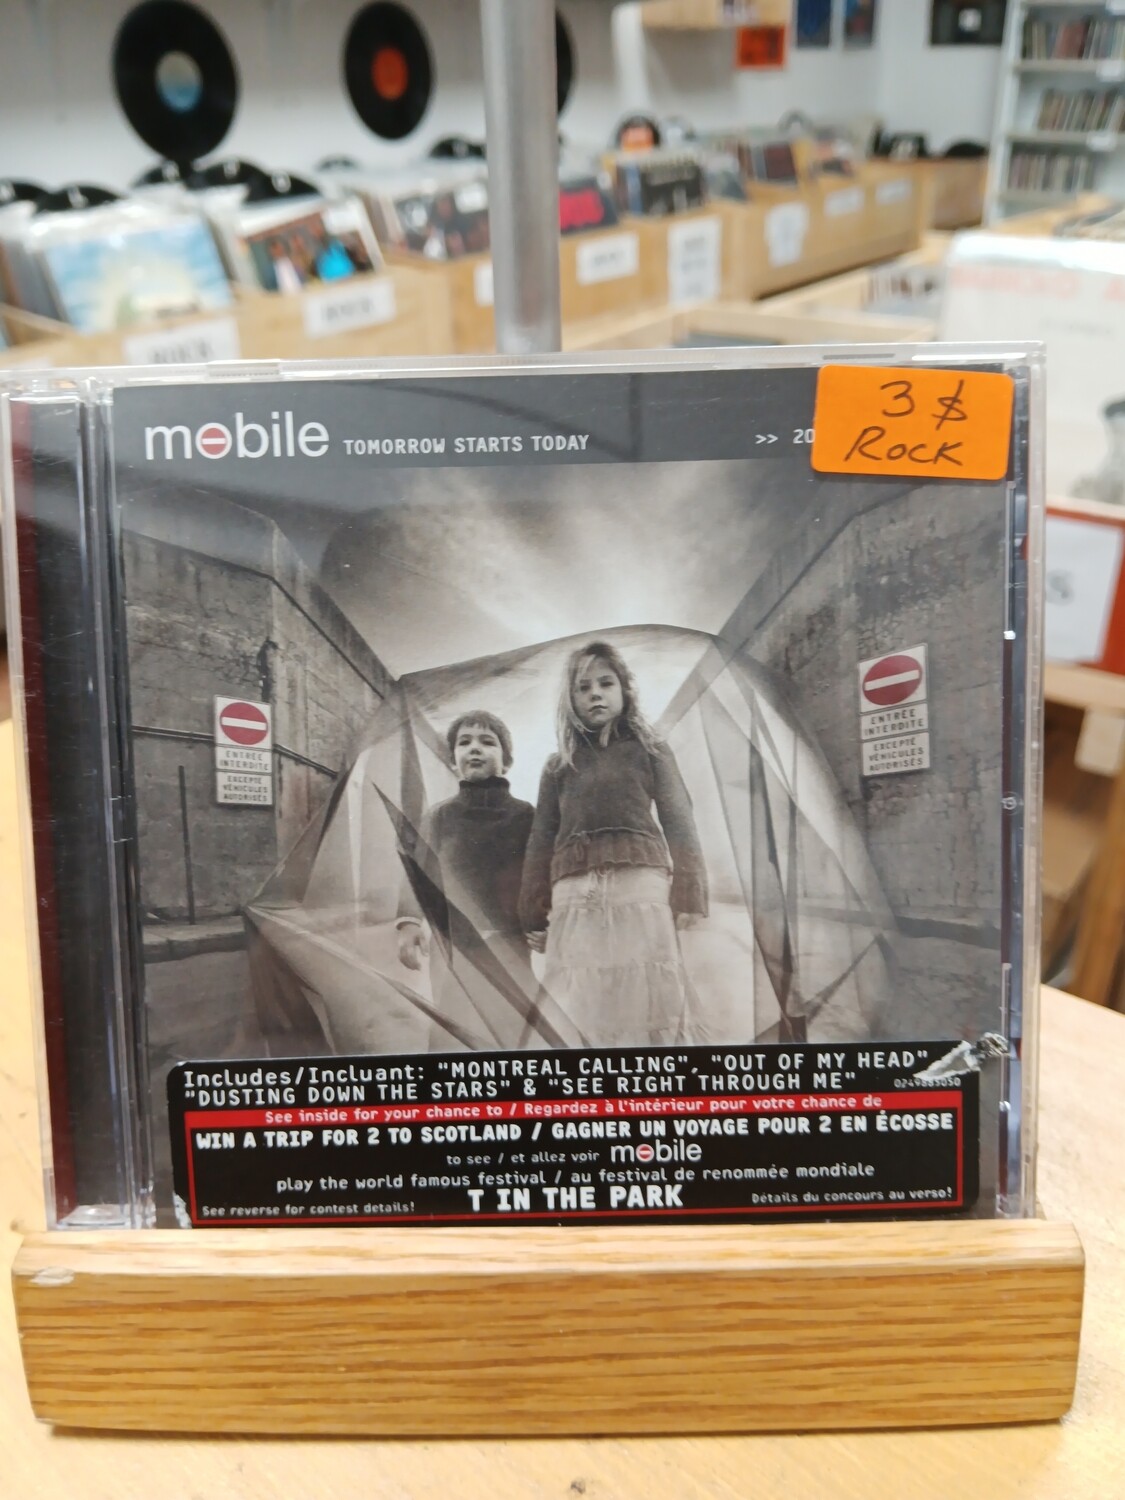 mobile TOMORROW STARTS TODAY >> 20
3 $
ROCK
ENTRÉE
INTERDITE
EXCEPTÉ
VÉHICULES
AUTORISÉS
ENTRÉE
INTERDITE
EXCEPTÉ
VÉHICULES
AUTORISÉS
Includes/Incluant: "MONTREAL CALLING", "OUT OF MY HEAD"
"DUSTING DOWN THE STARS" & "SEE RIGHT THROUGH ME"
See inside for your chance to / Regardez à l'intérieur pour votre chance de
WIN A TRIP FOR 2 TO SCOTLAND / GAGNER UN VOYAGE POUR 2 EN ÉCOSSE
to see / et allez voir mobile
play the world famous festival / au festival de renommée mondiale
T IN THE PARK
See reverse for contest details! Détails du concours au verso!